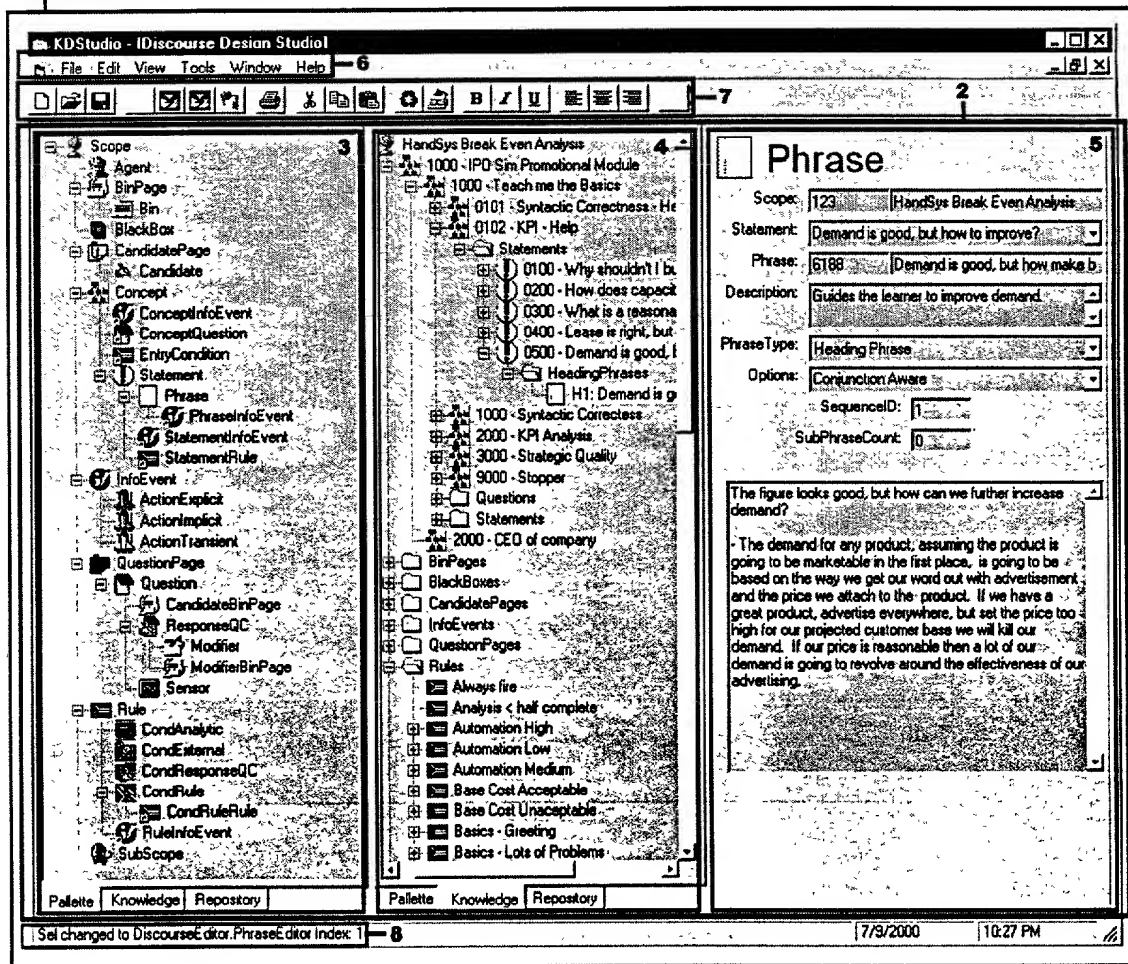 KDStudio - [Discourse Design Studio]
File Edit View Tools Window Help
6
B I U
7
2
Scope
3
Agent
BinPage
Bin
BlackBox
CandidatePage
Candidate
Concept
ConceptInfoEvent
ConceptQuestion
EntryCondition
Statement
Phrase
PhraseInfoEvent
StatementInfoEvent
StatementRule
InfoEvent
ActionExplicit
ActionImplicit
ActionTransient
QuestionPage
Question
CandidateBinPage
ResponseQC
Modifier
ModifierBinPage
Sensor
Rule
CondAnalytic
CondExternal
CondResponseQC
CondRule
CondRuleRule
RuleInfoEvent
SubScope
Pallette Knowledge Repository
HandSys Break Even Analysis
4
1000 - IPO Sim Promotional Module
1000 - Teach me the Basics
0101 - Syntactic Correctness - He
0102 - KPI - Help
Statements
0100 - Why shouldn't I bu
0200 - How does capacit
0300 - What is a reasona
0400 - Lease is right, but
0500 - Demand is good, b
HeadingPhrases
H1: Demand is g
1000 - Syntactic Correctess
2000 - KPI Analysis
3000 - Strategic Quality
9000 - Stopper
Questions
Statements
2000 - CEO of company
BinPages
BlackBoxes
CandidatePages
InfoEvents
QuestionPages
Rules
Always fire
Analysis < half complete
Automation High
Automation Low
Automation Medium
Base Cost Acceptable
Base Cost Unacceptable
Basics - Greeting
Basics - Lots of Problems
Pallette Knowledge Repository
5
Phrase
Scope: 123 HandSys Break Even Analysis
Statement: Demand is good, but how to improve?
Phrase: 6188 Demand is good, but how make b
Description: Guides the learner to improve demand.
PhraseType: Heading Phrase
Options: Conjunction Aware
SequenceID: 1
SubPhraseCount: 0
The figure looks good, but how can we further increase
demand?
- The demand for any product, assuming the product is
going to be marketable in the first place, is going to be
based on the way we get our word out with advertisement
and the price we attach to the product. If we have a
great product, advertise everywhere, but set the price too
high for our projected customer base we will kill our
demand. If our price is reasonable then a lot of our
demand is going to revolve around the effectiveness of our
advertising.
Sel changed to DiscourseEditor.PhraseEditor Index: 1
8
7/9/2000 10:27 PM